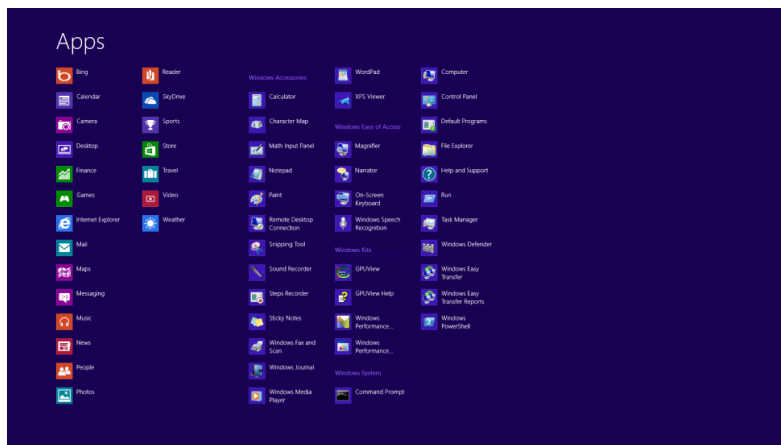 Apps
Bing
Calendar
Camera
Desktop
Finance
Games
Internet Explorer
Mail
Maps
Messaging
Music
News
People
Photos
Reader
SkyDrive
Sports
Store
Travel
Video
Weather
Windows Accessories
Calculator
Character Map
Math Input Panel
Notepad
Paint
Remote Desktop
Connection
Snipping Tool
Sound Recorder
Steps Recorder
Sticky Notes
Windows Fax and
Scan
Windows Journal
Windows Media
Player
WordPad
XPS Viewer
Windows Ease of Access
Magnifier
Narrator
On-Screen
Keyboard
Windows Speech
Recognition
Windows Kits
GPUView
GPUView Help
Windows
Performance...
Windows
Performance...
Windows System
Command Prompt
Computer
Control Panel
Default Programs
File Explorer
Help and Support
Run
Task Manager
Windows Defender
Windows Easy
Transfer
Windows Easy
Transfer Reports
Windows
PowerShell